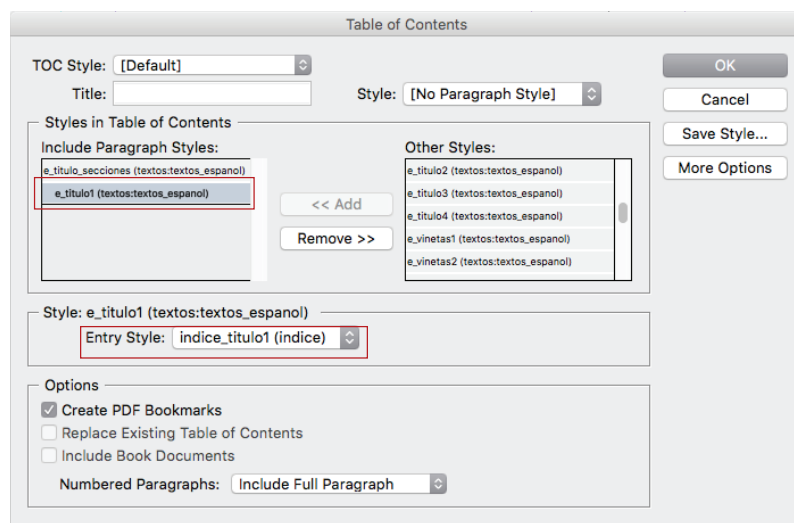 Table of Contents
TOC Style: [Default]
OK
Title: Style: [No Paragraph Style]
Cancel
Styles in Table of Contents
Save Style...
Include Paragraph Styles: Other Styles:
More Options
e_titulo_secciones (textos:textos_espanol)
e_titulo1 (textos:textos_espanol)
<< Add
Remove >>
e_titulo2 (textos:textos_espanol)
e_titulo3 (textos:textos_espanol)
e_titulo4 (textos:textos_espanol)
e_vinetas1 (textos:textos_espanol)
e_vinetas2 (textos:textos_espanol)
Style: e_titulo1 (textos:textos_espanol)
Entry Style: indice_titulo1 (indice)
Options
Create PDF Bookmarks
Replace Existing Table of Contents
Include Book Documents
Numbered Paragraphs: Include Full Paragraph